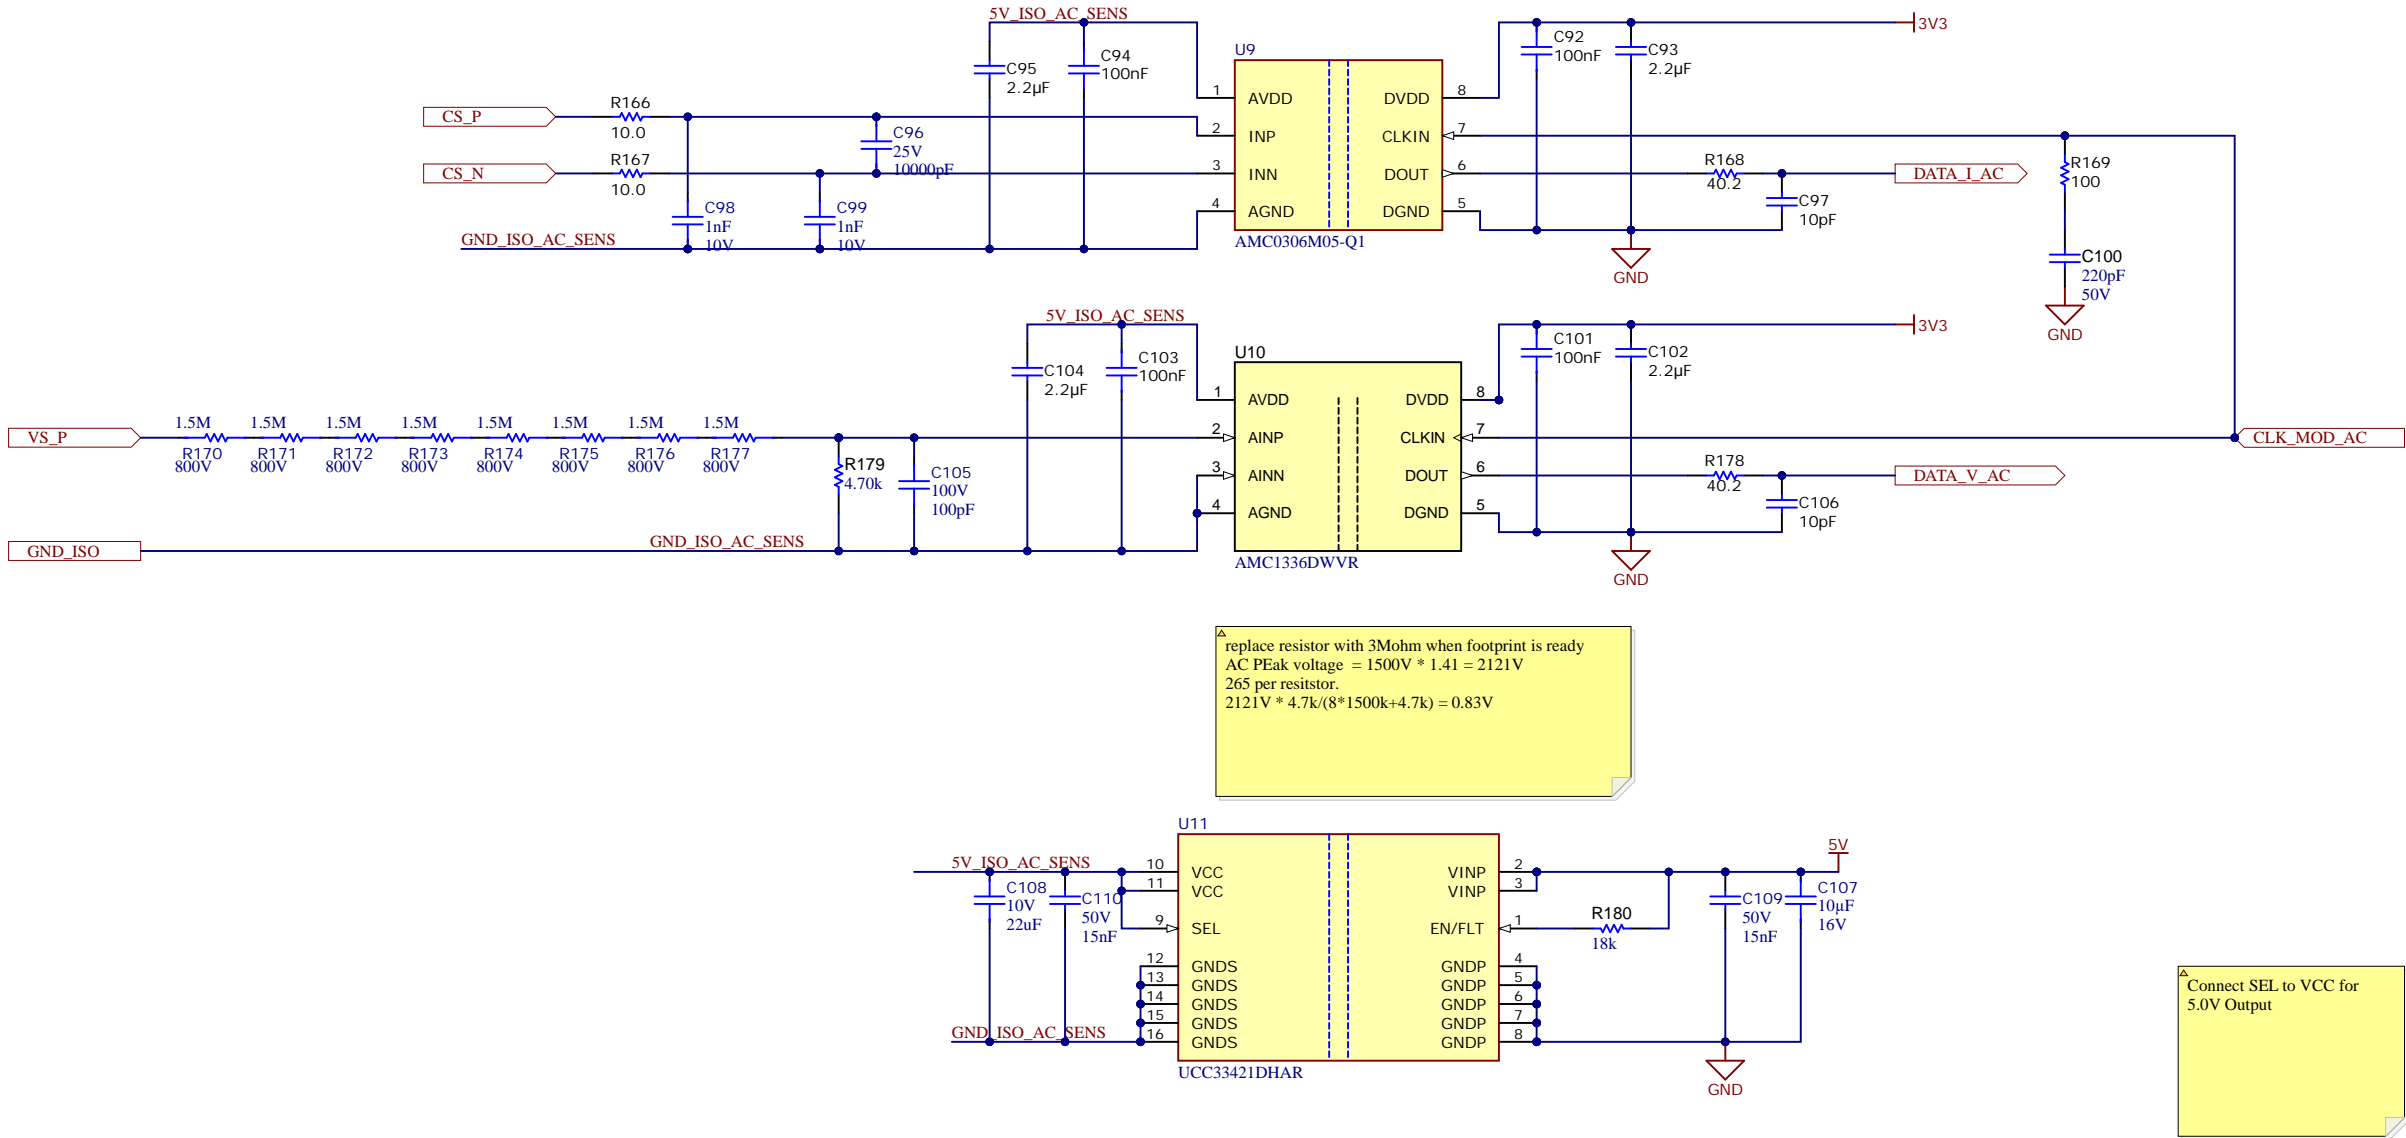 5V_ISO_AC_SENS
C95
2.2µF
C94
100nF
U9
C92
100nF
C93
2.2µF
3V3
CS_P
R166
10.0
CS_N
R167
10.0
C96
25V
10000pF
C98
1nF
10V
C99
1nF
10V
GND_ISO_AC_SENS
1
AVDD
2
INP
3
INN
4
AGND
DVDD
8
CLKIN
7
DOUT
6
DGND
5
AMC0306M05-Q1
R168
40.2
DATA_I_AC
C97
10pF
GND
R169
100
C100
220pF
50V
GND
5V_ISO_AC_SENS
C104
2.2µF
C103
100nF
U10
C101
100nF
C102
2.2µF
3V3
VS_P
1.5M
R170
800V
1.5M
R171
800V
1.5M
R172
800V
1.5M
R173
800V
1.5M
R174
800V
1.5M
R175
800V
1.5M
R176
800V
1.5M
R177
800V
R179
4.70k
C105
100V
100pF
GND_ISO
GND_ISO_AC_SENS
1
AVDD
2
AINP
3
AINN
4
AGND
DVDD
8
CLKIN
7
DOUT
6
DGND
5
AMC1336DWVR
CLK_MOD_AC
R178
40.2
DATA_V_AC
C106
10pF
GND
replace resistor with 3Mohm when footprint is ready
AC PEak voltage = 1500V * 1.41 = 2121V
265 per resitstor.
2121V * 4.7k/(8*1500k+4.7k) = 0.83V
U11
5V_ISO_AC_SENS
C108
10V
22uF
C110
50V
15nF
GND_ISO_AC_SENS
10
VCC
11
VCC
9
SEL
12
GNDS
13
GNDS
14
GNDS
15
GNDS
16
GNDS
VINP
2
VINP
3
EN/FLT
1
GNDP
4
GNDP
5
GNDP
6
GNDP
7
GNDP
8
UCC33421DHAR
R180
18k
5V
C109
50V
15nF
C107
10µF
16V
GND
Connect SEL to VCC for
5.0V Output